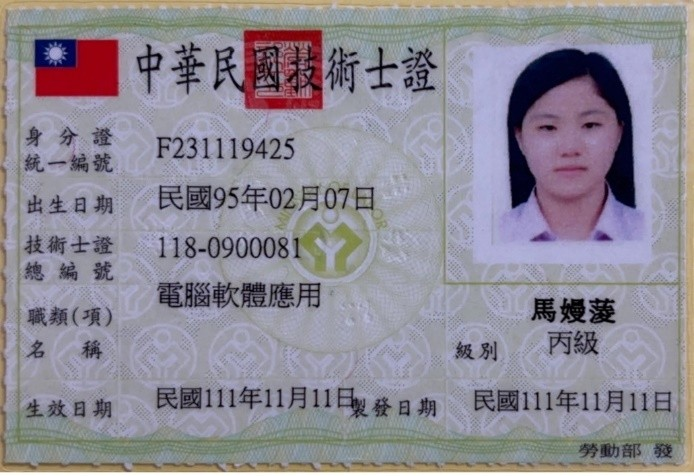 中華民國技術士證
身分證
統一編號 F231119425
出生日期 民國95年02月07日
技術士證
總編號 118-0900081
職類(項)
名稱 電腦軟體應用
馬嫚蓤
級別 丙級
生效日期 民國111年11月11日
製發日期 民國111年11月11日
勞動部 發